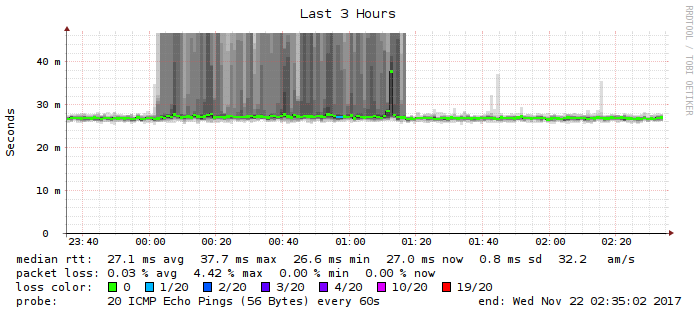 Last 3 Hours
RRDTOOL / TOBI OETIKER
Seconds
40 m
30 m
20 m
10 m
0
23:40 00:00 00:20 00:40 01:00 01:20 01:40 02:00 02:20
median rtt: 27.1 ms avg 37.7 ms max 26.6 ms min 27.0 ms now 0.8 ms sd 32.2 am/s
packet loss: 0.03 % avg 4.42 % max 0.00 % min 0.00 % now
loss color: 0 1/20 2/20 3/20 4/20 10/20 19/20
probe: 20 ICMP Echo Pings (56 Bytes) every 60s end: Wed Nov 22 02:35:02 2017